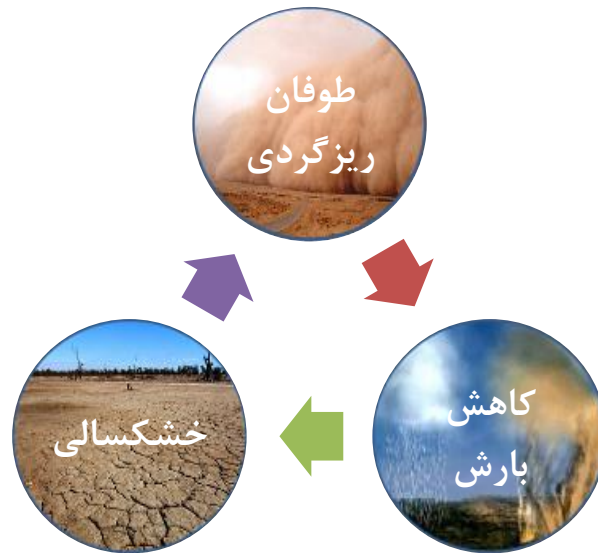 طوفان
ریزگردی
کاهش
بارش
خشکسالی